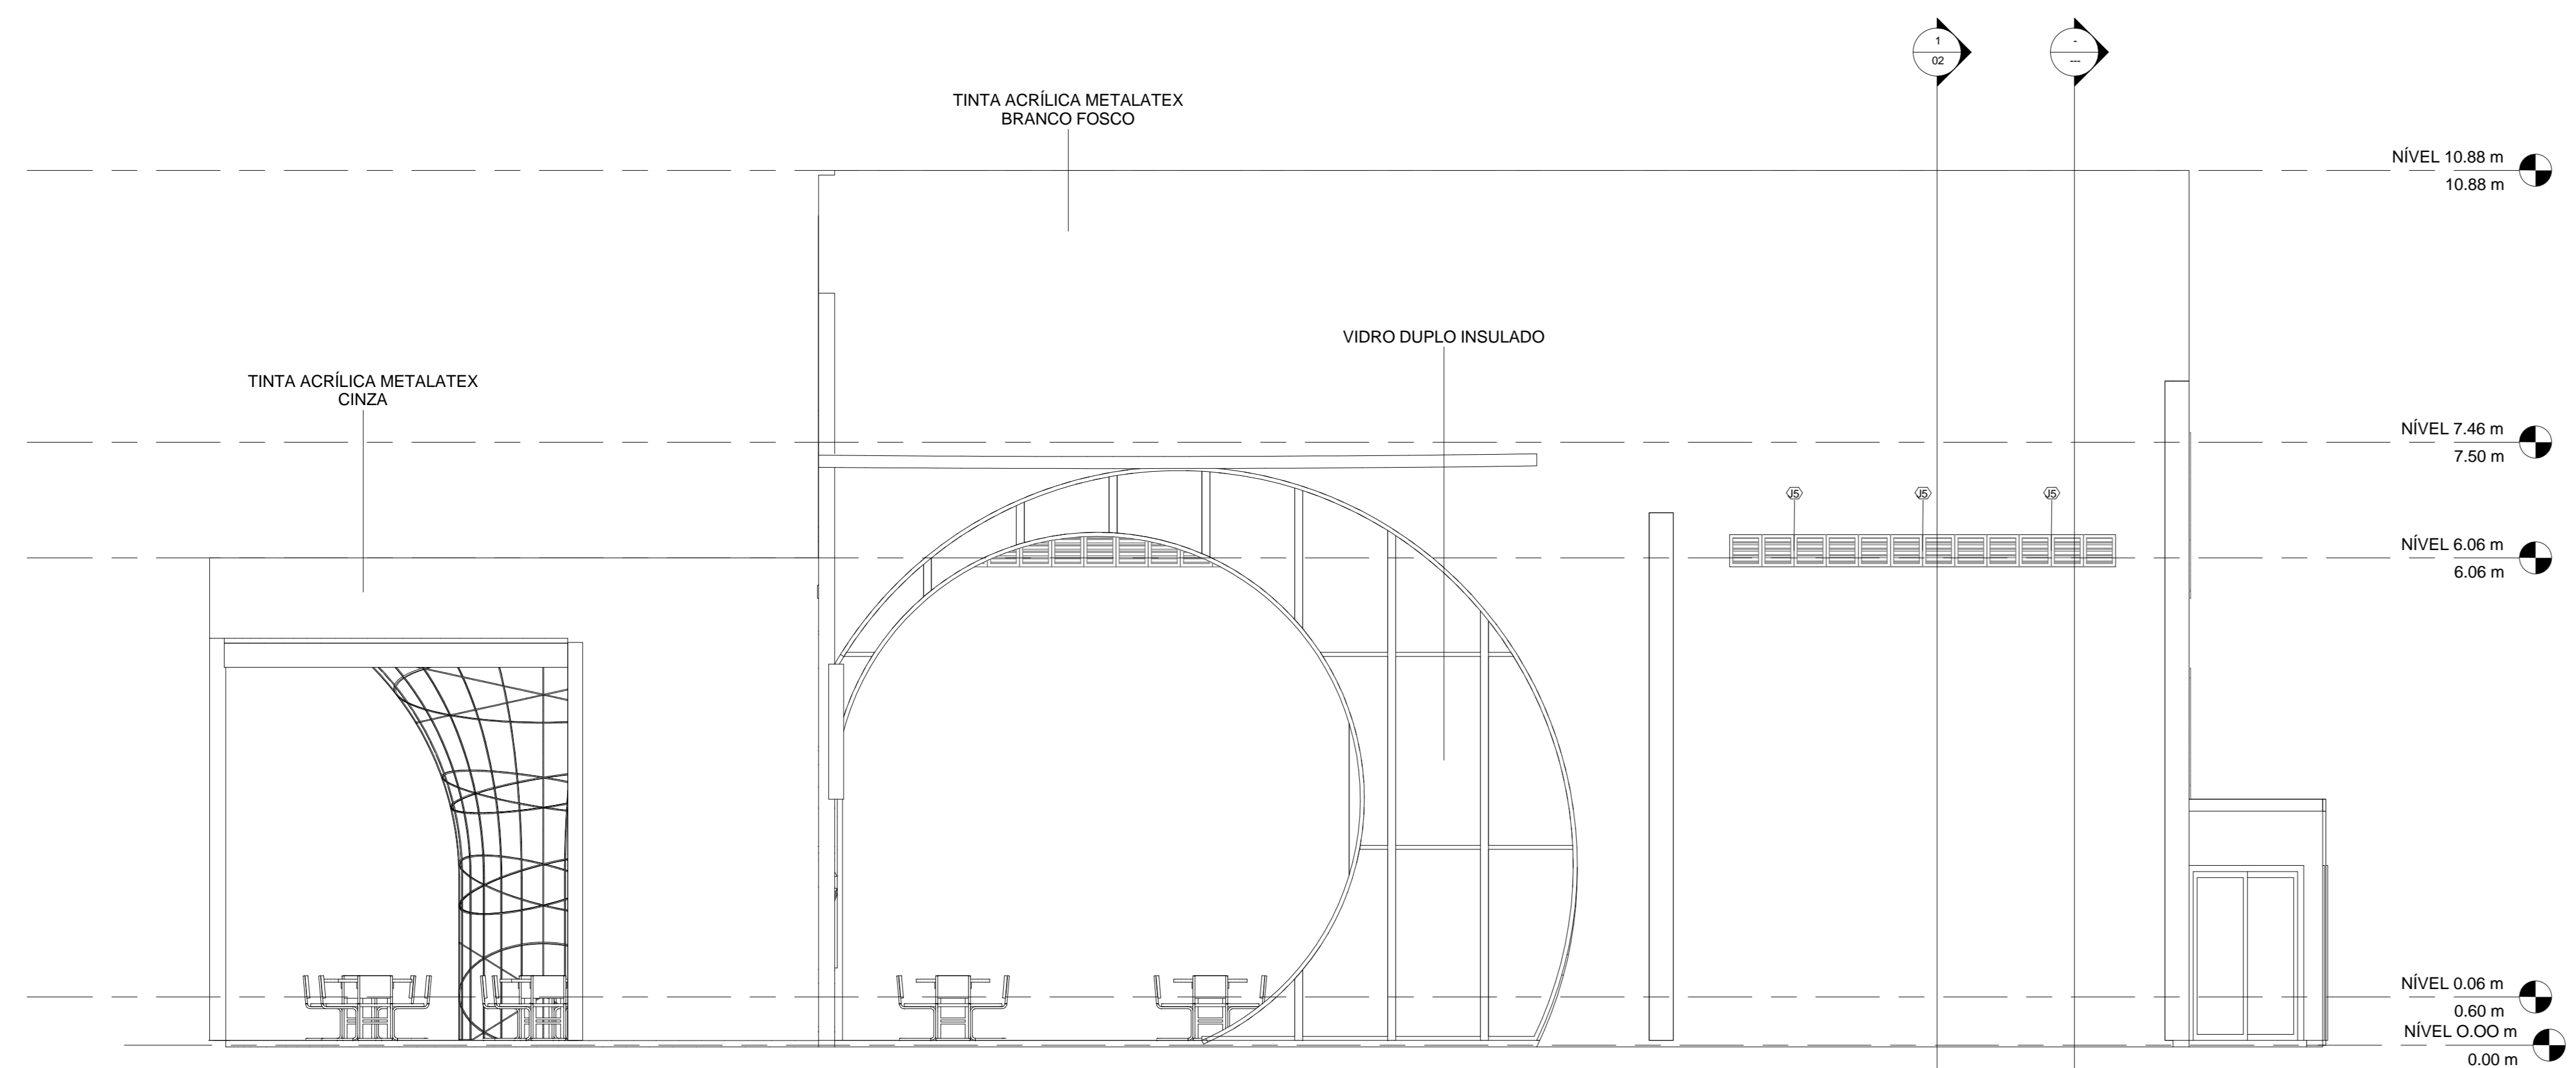 1
02
-
---
TINTA ACRÍLICA METALATEX
BRANCO FOSCO
NÍVEL 10.88 m
10.88 m
VIDRO DUPLO INSULADO
TINTA ACRÍLICA METALATEX
CINZA
NÍVEL 7.46 m
7.50 m
J5
J5
J5
NÍVEL 6.06 m
6.06 m
NÍVEL 0.06 m
0.60 m
NÍVEL O.OO m
0.00 m